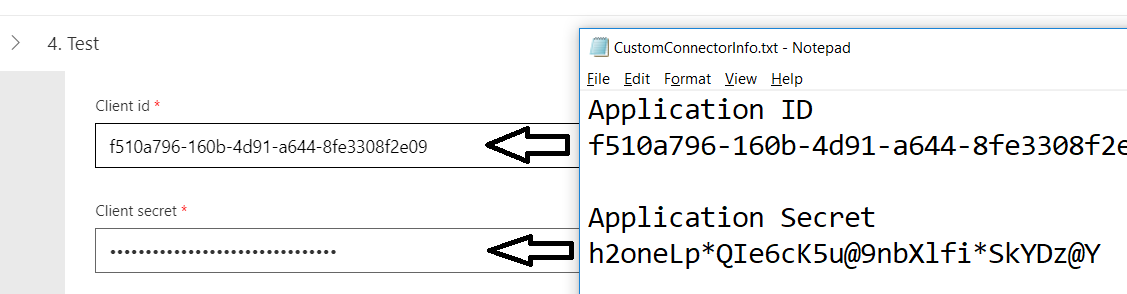 4. Test
Client id *
f510a796-160b-4d91-a644-8fe3308f2e09
Client secret *
••••••••••••••••••••••••••••••••
CustomConnectorInfo.txt - Notepad
File Edit Format View Help
Application ID
f510a796-160b-4d91-a644-8fe3308f2e
Application Secret
h2oneLp*QIe6cK5u@9nbXlfi*SkYDz@Y